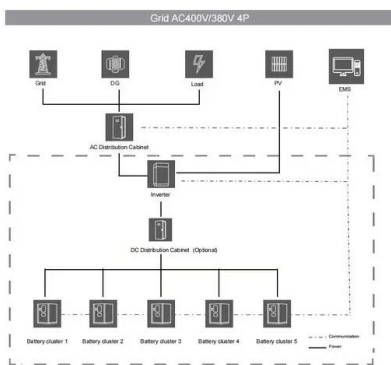 Grid AC400V/380V 4P
Grid
DG
Load
PV
EMS
AC Distribution Cabinet
Inverter
DC Distribution Cabinet (Optional)
Battery cluster 1
Battery cluster 2
Battery cluster 3
Battery cluster 4
Battery cluster 5
Communication
Power